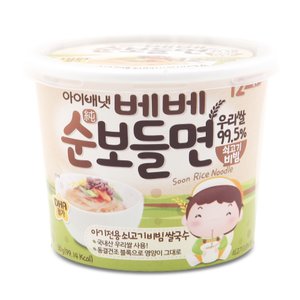 아이배냇 베베
순보들면
우리쌀
99.5%
쇠고기
비빔
Soon Rice Noodle
DHA
아기전용 쇠고기비빔 쌀국수
국내산 우리쌀 사용!
동결건조 블록으로 영양이 그대로